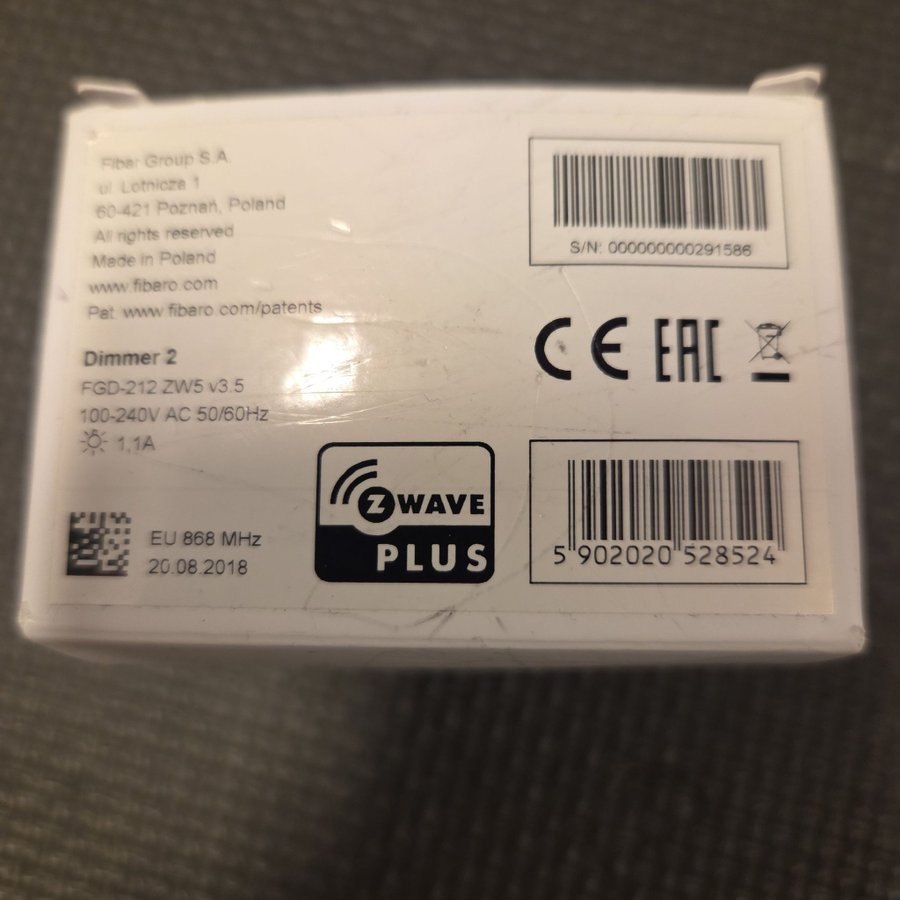 Fibar Group S.A.
ul. Lotnicza 1
60-421 Poznań, Poland
All rights reserved
Made in Poland
www.fibaro.com
Pat. www.fibaro.com/patents
Dimmer 2
FGD-212 ZW5 v3.5
100-240V AC 50/60Hz
1,1A
EU 868 MHz
20.08.2018
Z WAVE
PLUS
S/N: 000000000291586
CE EAC
5 902020 528524